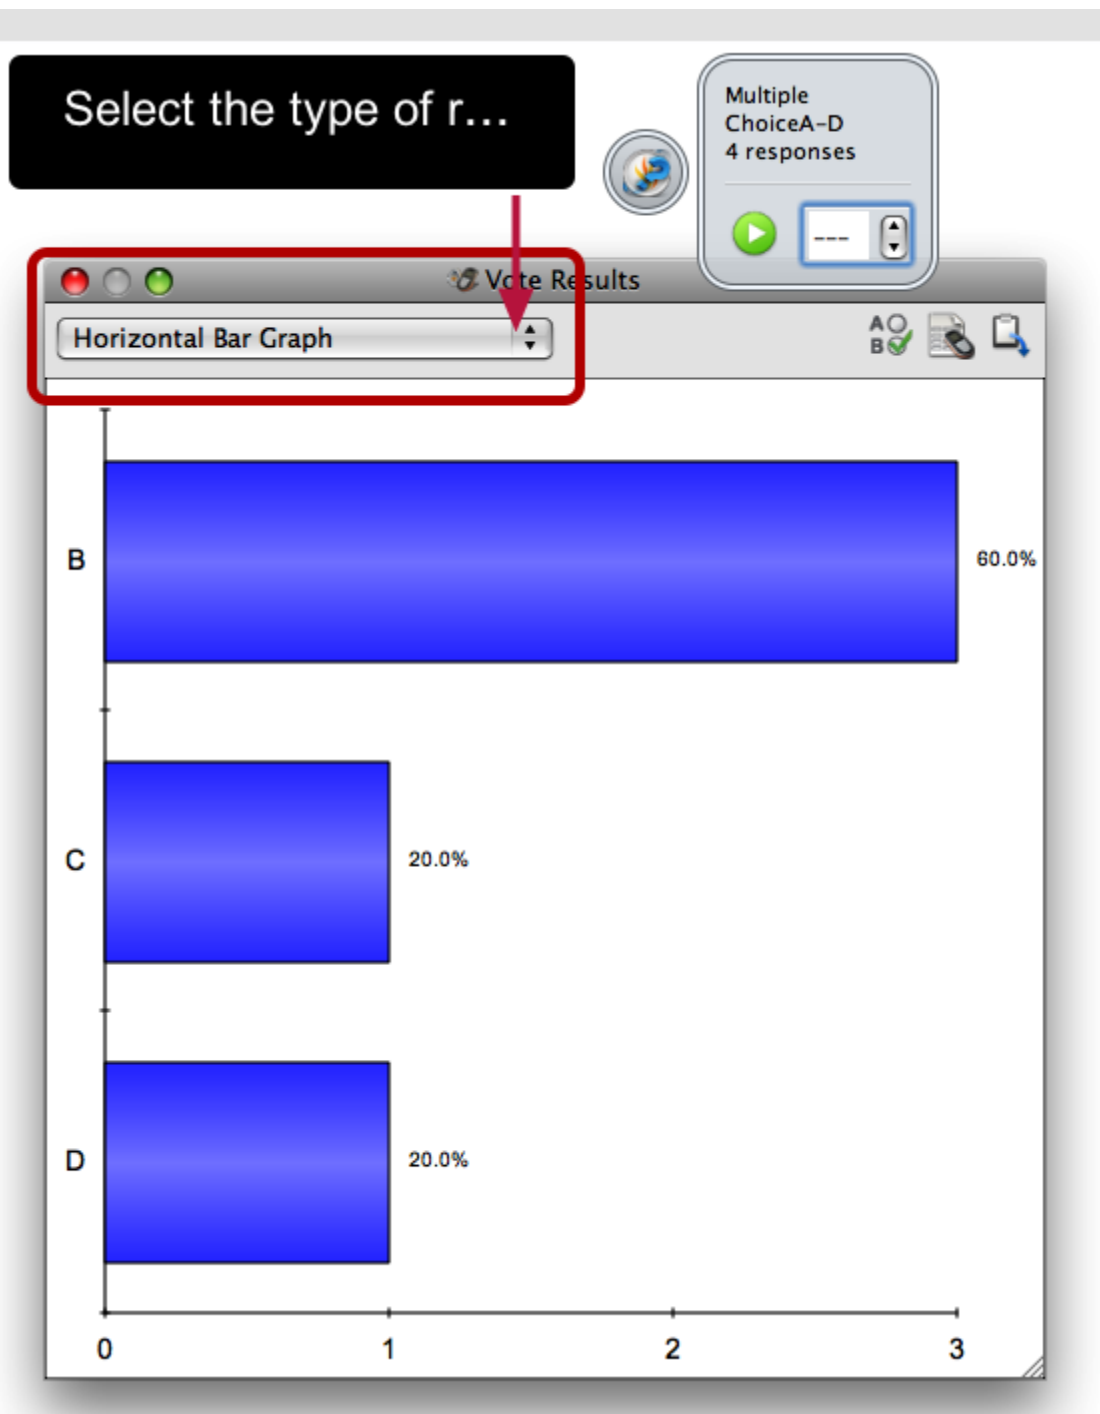 Select the type of r...
Multiple
ChoiceA-D
4 responses
---
Vote Results
Horizontal Bar Graph
A
B
B
60.0%
C
20.0%
D
20.0%
0 1 2 3